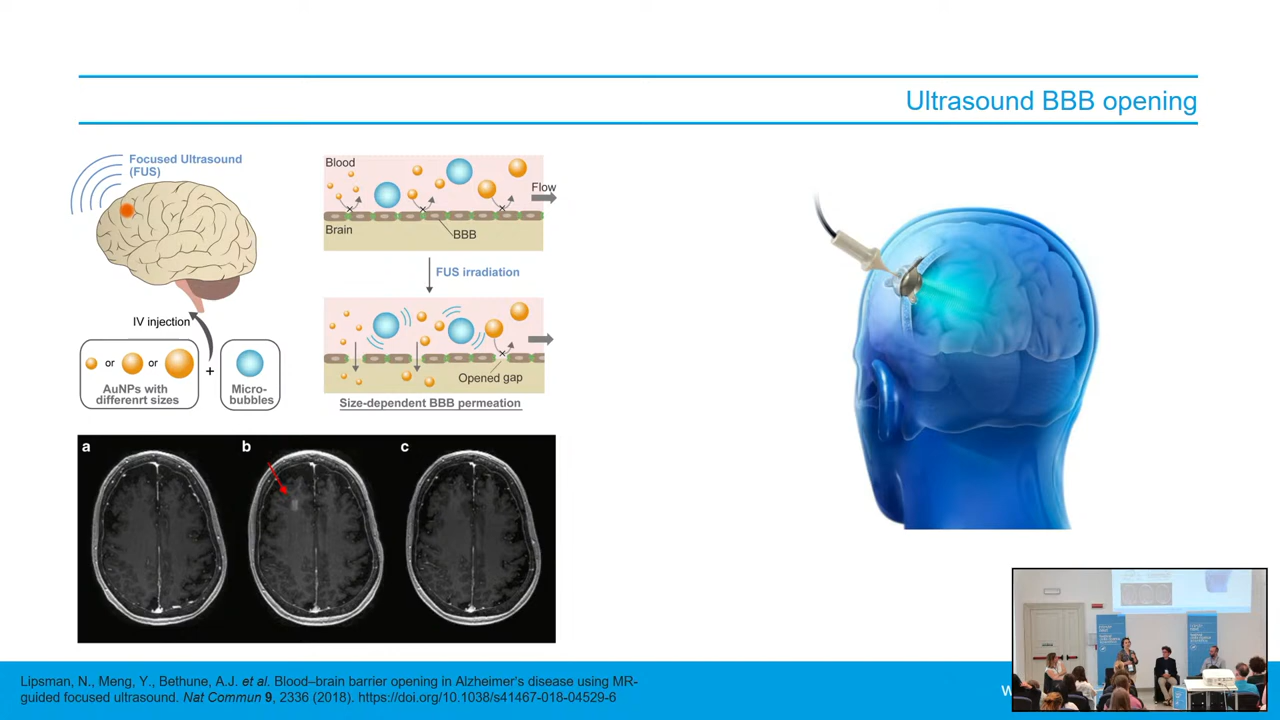 Ultrasound BBB opening
Focused Ultrasound
(FUS)
IV injection
or
or
AuNPs with
differenrt sizes
+
Micro-
bubbles
Blood
Flow
Brain
BBB
FUS irradiation
Opened gap
Size-dependent BBB permeation
a
b
c
Lipsman, N., Meng, Y., Bethune, A.J. et al. Blood–brain barrier opening in Alzheimer's disease using MR-
guided focused ultrasound. Nat Commun 9, 2336 (2018). https://doi.org/10.1038/s41467-018-04529-6